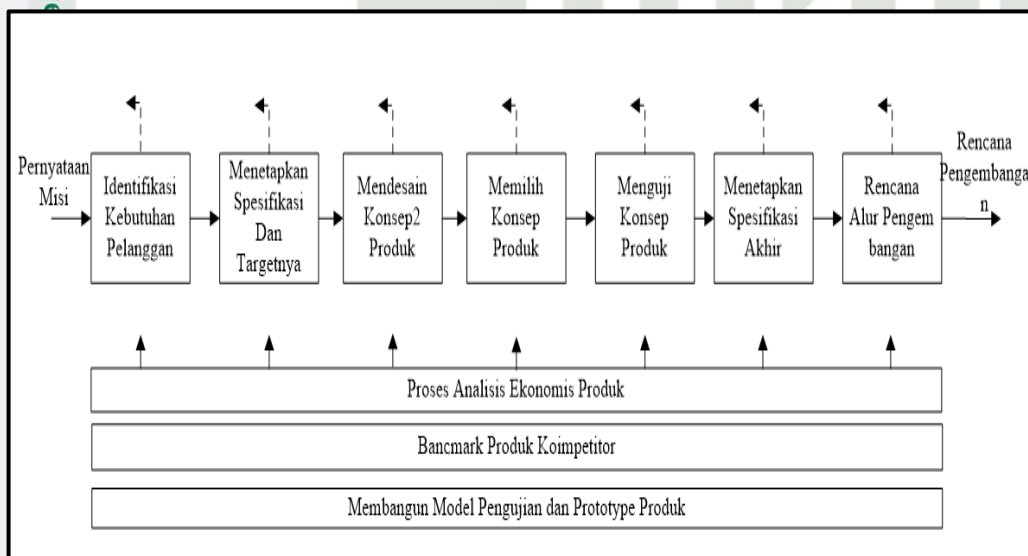 Pernyataan
Misi
Identifikasi
Kebutuhan
Pelanggan
Menetapkan
Spesifikasi
Dan
Targetnya
Mendesain
Konsep2
Produk
Memilih
Konsep
Produk
Menguji
Konsep
Produk
Menetapkan
Spesifikasi
Akhir
Rencana
Alur Pengem
bangan
Rencana
Pengembanga
n
Proses Analisis Ekonomis Produk
Bancmark Produk Koimpetitor
Membangun Model Pengujian dan Prototype Produk